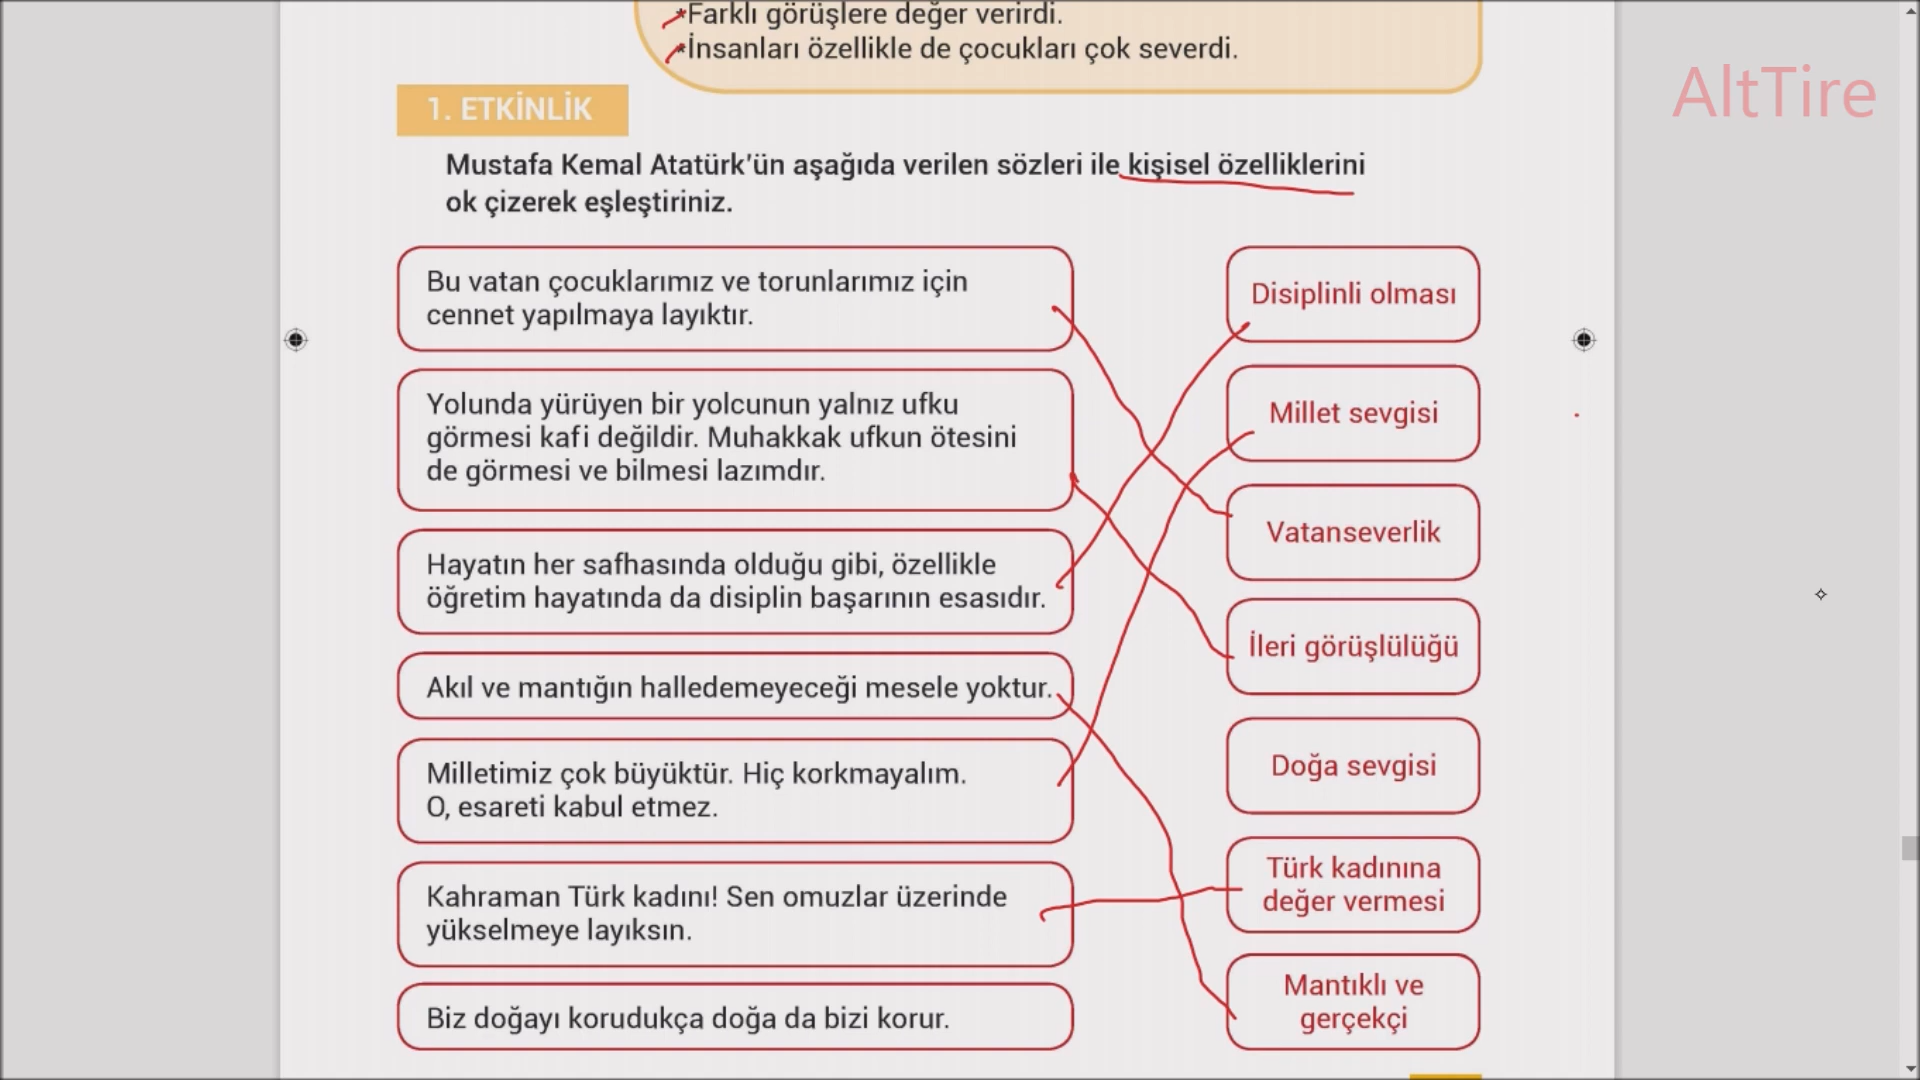 *Farklı görüşlere değer verirdi.
*İnsanları özellikle de çocukları çok severdi.
AltTire
1. ETKİNLİK
Mustafa Kemal Atatürk'ün aşağıda verilen sözleri ile kişisel özelliklerini
ok çizerek eşleştiriniz.
Bu vatan çocuklarımız ve torunlarımız için
cennet yapılmaya layıktır.
Yolunda yürüyen bir yolcunun yalnız ufku
görmesi kafi değildir. Muhakkak ufkun ötesini
de görmesi ve bilmesi lazımdır.
Hayatın her safhasında olduğu gibi, özellikle
öğretim hayatında da disiplin başarının esasıdır.
Akıl ve mantığın halledemeyeceği mesele yoktur.
Milletimiz çok büyüktür. Hiç korkmayalım.
O, esareti kabul etmez.
Kahraman Türk kadını! Sen omuzlar üzerinde
yükselmeye layıksın.
Biz doğayı korudukça doğa da bizi korur.
Disiplinli olması
Millet sevgisi
Vatanseverlik
İleri görüşlülüğü
Doğa sevgisi
Türk kadınına
değer vermesi
Mantıklı ve
gerçekçi